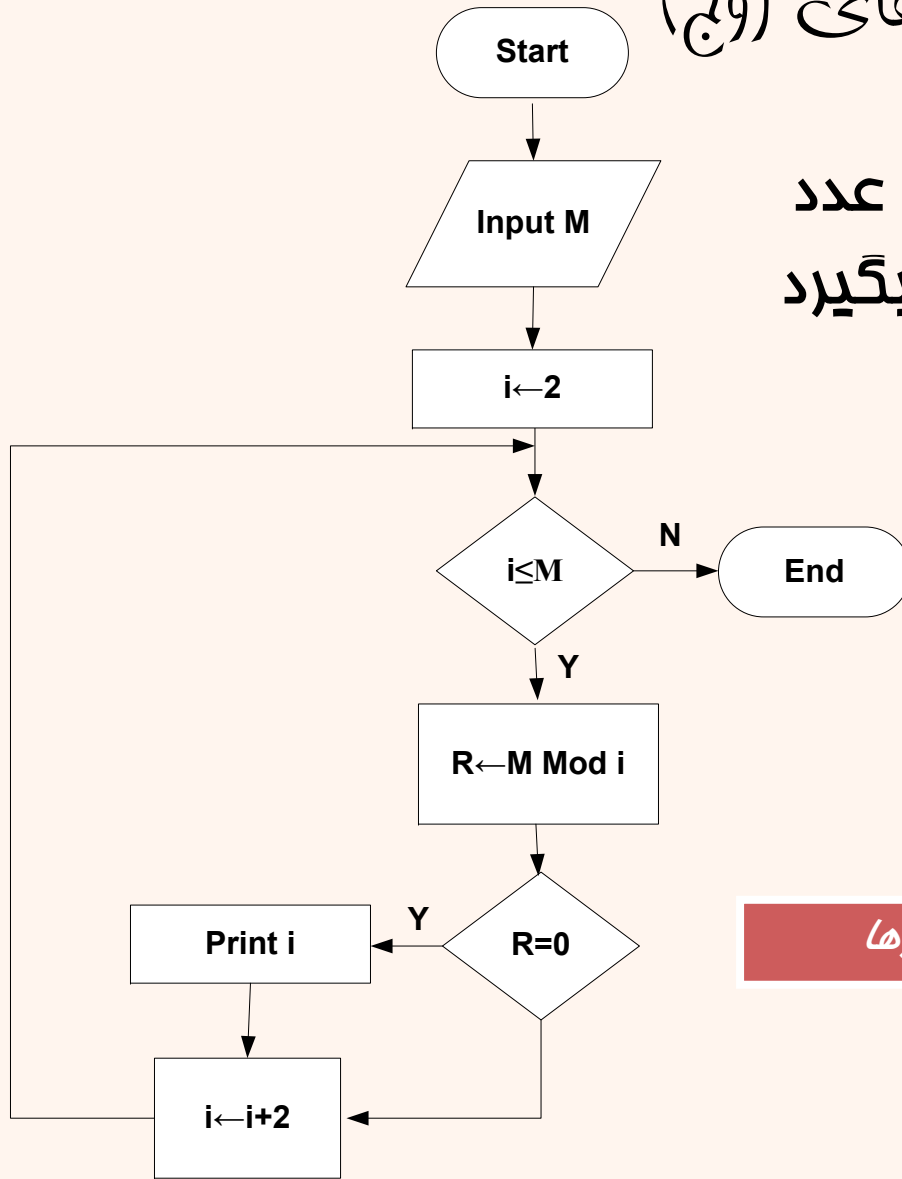 Start
عدد
Input M
بگیرد
i←2
i≤M
N
End
Y
R←M Mod i
R=0
Y
Print i
i←i+2